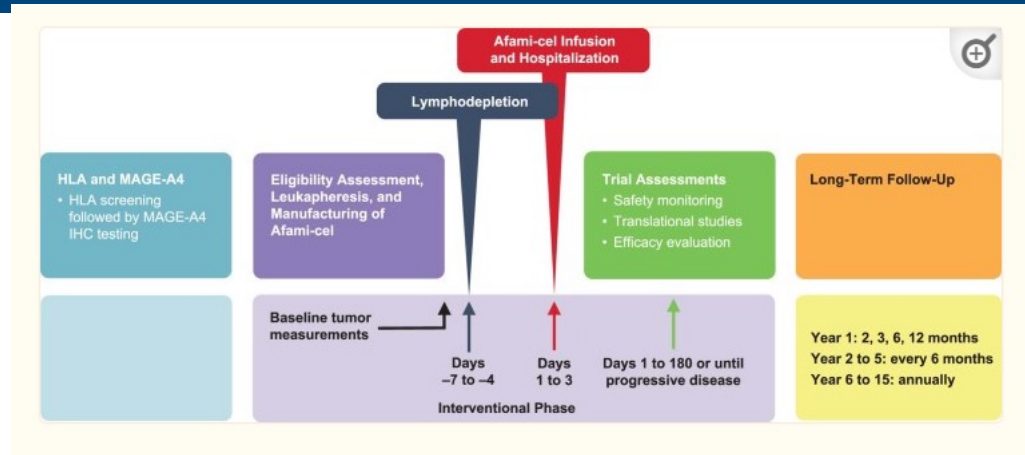 Afami-cel Infusion
and Hospitalization
Lymphodepletion
HLA and MAGE-A4
• HLA screening
followed by MAGE-A4
IHC testing
Eligibility Assessment,
Leukapheresis, and
Manufacturing of
Afami-cel
Trial Assessments
• Safety monitoring
• Translational studies
• Efficacy evaluation
Long-Term Follow-Up
Baseline tumor
measurements
Days
–7 to –4
Days
1 to 3
Days 1 to 180 or until
progressive disease
Interventional Phase
Year 1: 2, 3, 6, 12 months
Year 2 to 5: every 6 months
Year 6 to 15: annually